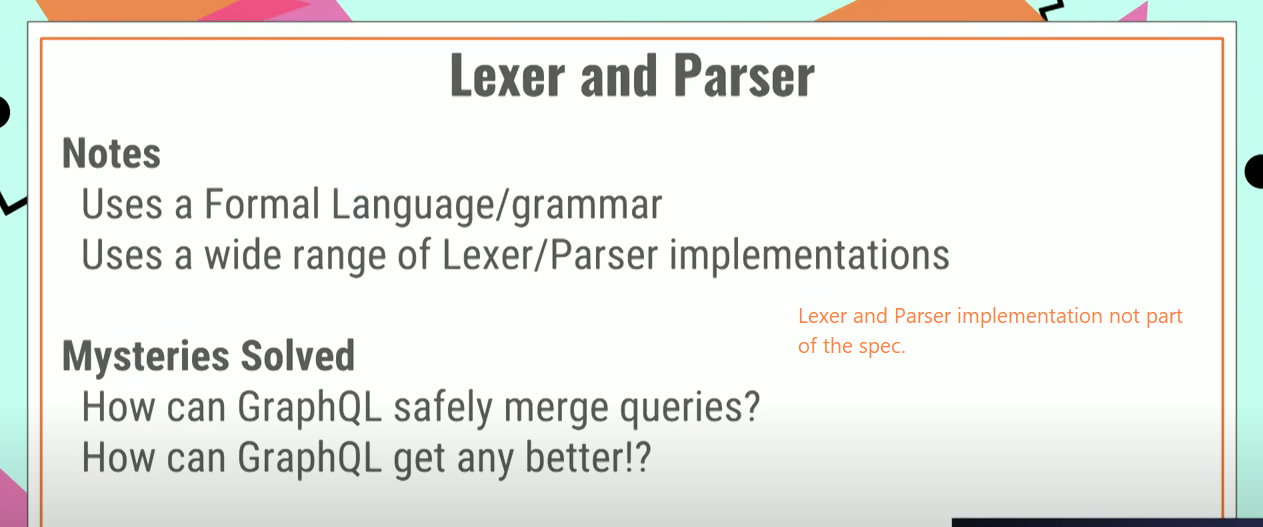 Lexer and Parser
Notes
Uses a Formal Language/grammar
Uses a wide range of Lexer/Parser implementations
Lexer and Parser implementation not part
of the spec.
Mysteries Solved
How can GraphQL safely merge queries?
How can GraphQL get any better!?